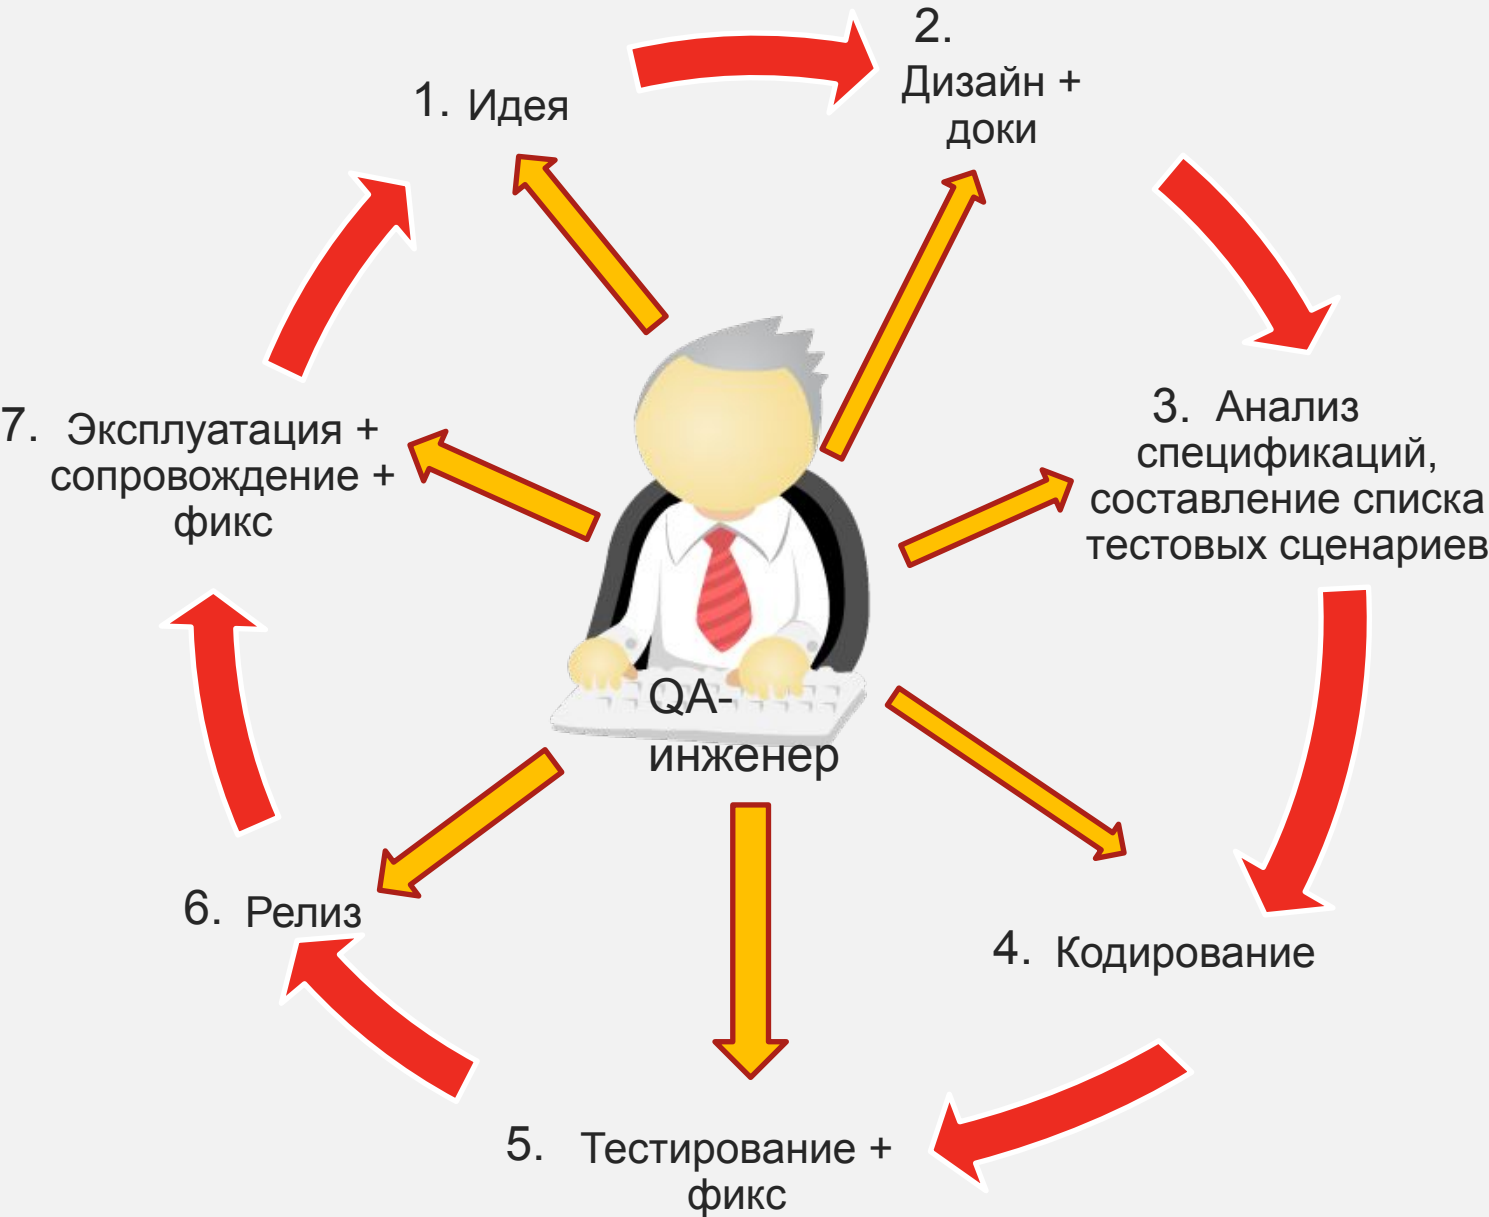 1. Идея
2.
Дизайн +
доки
3. Анализ
спецификаций,
составление списка
тестовых сценариев
4. Кодирование
5. Тестирование +
фикс
6. Релиз
7. Эксплуатация +
сопровождение +
фикс
QA-
инженер